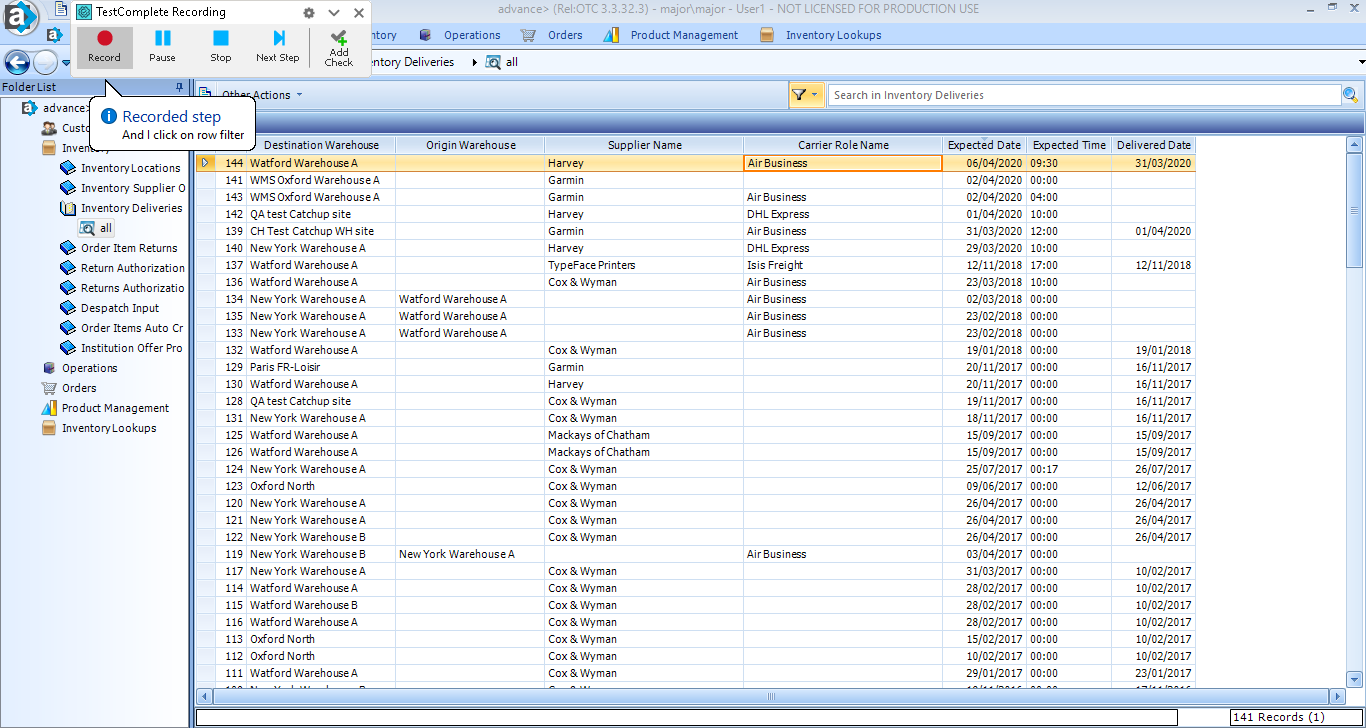 TestComplete Recording
advance> (Rel:OTC 3.3.32.3) - major\major - User1 - NOT LICENSED FOR PRODUCTION USE
Record Pause Stop Next Step Add Check
Operations Orders Product Management Inventory Lookups
Deliveries all
Folder List
Other Actions
Search in Inventory Deliveries
Recorded step
And I click on row filter
advance>
Inventory Locations
Inventory Supplier O
Inventory Deliveries
all
Order Item Returns
Return Authorization
Returns Authorizatio
Despatch Input
Order Items Auto Cr
Institution Offer Pro
Operations
Orders
Product Management
Inventory Lookups
Destination Warehouse Origin Warehouse Supplier Name Carrier Role Name Expected Date Expected Time Delivered Date
144 Watford Warehouse A Harvey Air Business 06/04/2020 09:30 31/03/2020
141 WMS Oxford Warehouse A Garmin 02/04/2020 00:00
143 WMS Oxford Warehouse A Garmin Air Business 02/04/2020 04:00
142 QA test Catchup site Harvey DHL Express 01/04/2020 10:00
139 CH Test Catchup WH site Garmin Air Business 31/03/2020 12:00 01/04/2020
140 New York Warehouse A Harvey DHL Express 29/03/2020 10:00
137 Watford Warehouse A TypeFace Printers Isis Freight 12/11/2018 17:00 12/11/2018
136 Watford Warehouse A Cox & Wyman Air Business 23/03/2018 10:00
134 New York Warehouse A Watford Warehouse A Air Business 02/03/2018 00:00
135 New York Warehouse A Watford Warehouse A Air Business 23/02/2018 00:00
133 New York Warehouse A Watford Warehouse A Air Business 23/02/2018 00:00
132 Watford Warehouse A Cox & Wyman 19/01/2018 00:00 19/01/2018
129 Paris FR-Loisir Garmin 20/11/2017 00:00 16/11/2017
130 Watford Warehouse A Harvey 20/11/2017 00:00 16/11/2017
128 QA test Catchup site Cox & Wyman 19/11/2017 00:00 16/11/2017
131 New York Warehouse A Cox & Wyman 18/11/2017 00:00 16/11/2017
125 Watford Warehouse A Mackays of Chatham 15/09/2017 00:00 15/09/2017
126 Watford Warehouse A Mackays of Chatham 15/09/2017 00:00 15/09/2017
124 New York Warehouse A Cox & Wyman 25/07/2017 00:17 26/07/2017
123 Oxford North Cox & Wyman 09/06/2017 00:00 12/06/2017
120 New York Warehouse A Cox & Wyman 26/04/2017 00:00 26/04/2017
121 New York Warehouse A Cox & Wyman 26/04/2017 00:00 26/04/2017
122 New York Warehouse B Cox & Wyman 26/04/2017 00:00 26/04/2017
119 New York Warehouse B New York Warehouse A Air Business 03/04/2017 00:00
117 New York Warehouse A Cox & Wyman 31/03/2017 00:00 10/02/2017
114 Watford Warehouse A Cox & Wyman 28/02/2017 00:00 10/02/2017
115 Watford Warehouse B Cox & Wyman 28/02/2017 00:00 10/02/2017
116 Watford Warehouse A Cox & Wyman 28/02/2017 00:00 10/02/2017
113 Oxford North Cox & Wyman 15/02/2017 00:00 10/02/2017
112 Oxford North Cox & Wyman 10/02/2017 00:00 10/02/2017
111 Watford Warehouse A Cox & Wyman 29/01/2017 00:00 23/01/2017
141 Records (1)